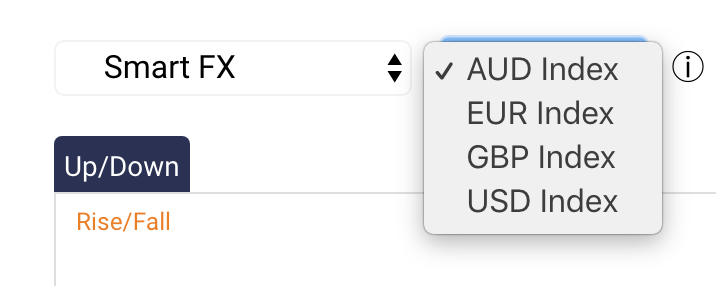 Smart FX
✓ AUD Index
EUR Index
GBP Index
USD Index
Up/Down
Rise/Fall